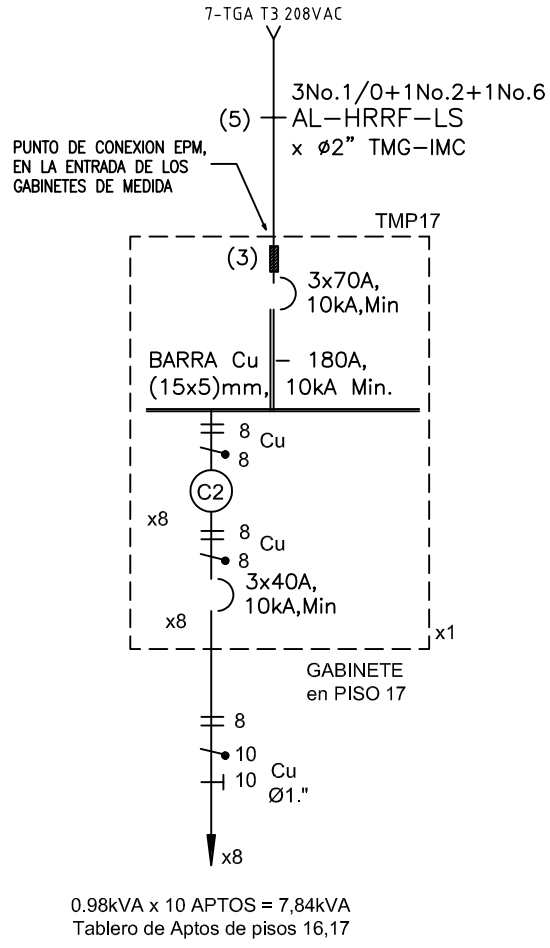 7-TGA T3 208VAC
3No.1/0+1No.2+1No.6
(5) AL-HRRF-LS
x Ø2" TMG-IMC
PUNTO DE CONEXION EPM,
EN LA ENTRADA DE LOS
GABINETES DE MEDIDA
TMP17
(3)
3x70A,
10kA,Min
BARRA Cu 180A,
(15x5)mm, 10kA Min.
8 Cu
8
C2
x8
8 Cu
8
3x40A,
10kA,Min
x8
x1
GABINETE
en PISO 17
8
10
10 Cu
Ø1."
x8
0.98kVA x 10 APTOS = 7,84kVA
Tablero de Aptos de pisos 16,17